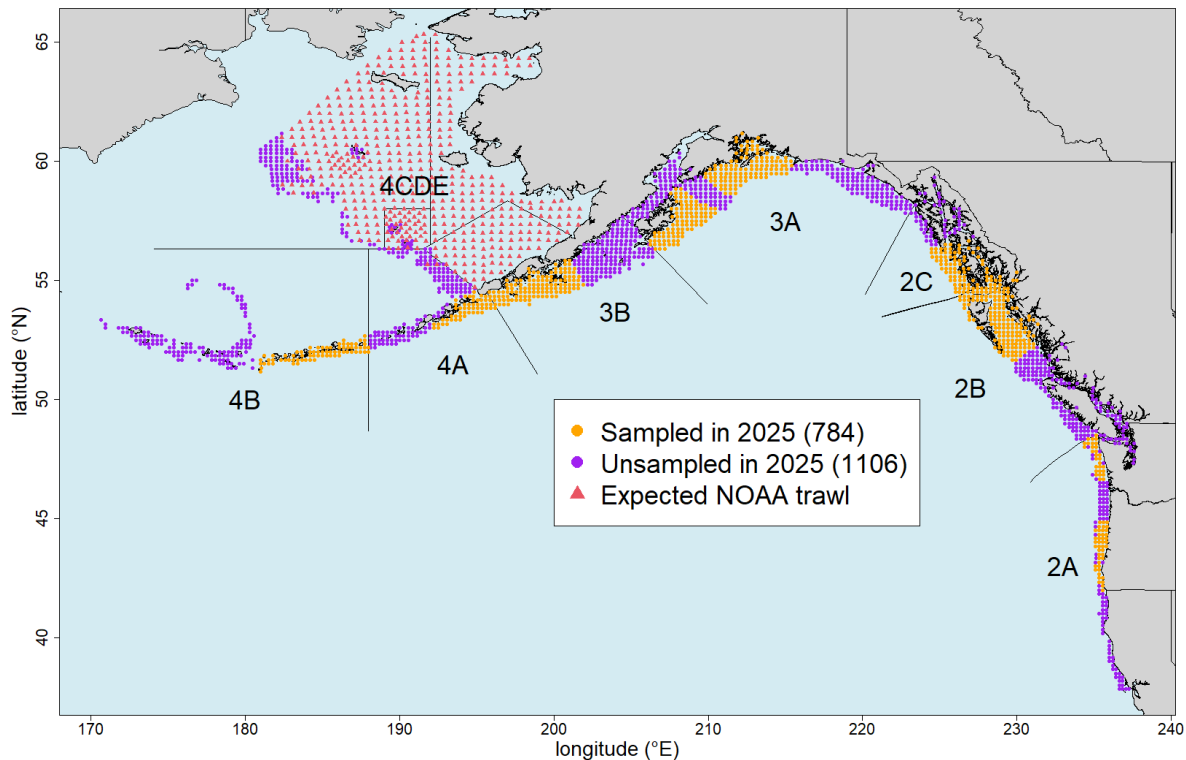 65
60
55
50
45
40
latitude (°N)
4CDE
3A
2C
3B
4A
2B
4B
Sampled in 2025 (784)
Unsampled in 2025 (1106)
Expected NOAA trawl
2A
170
180
190
200
210
220
230
240
longitude (°E)